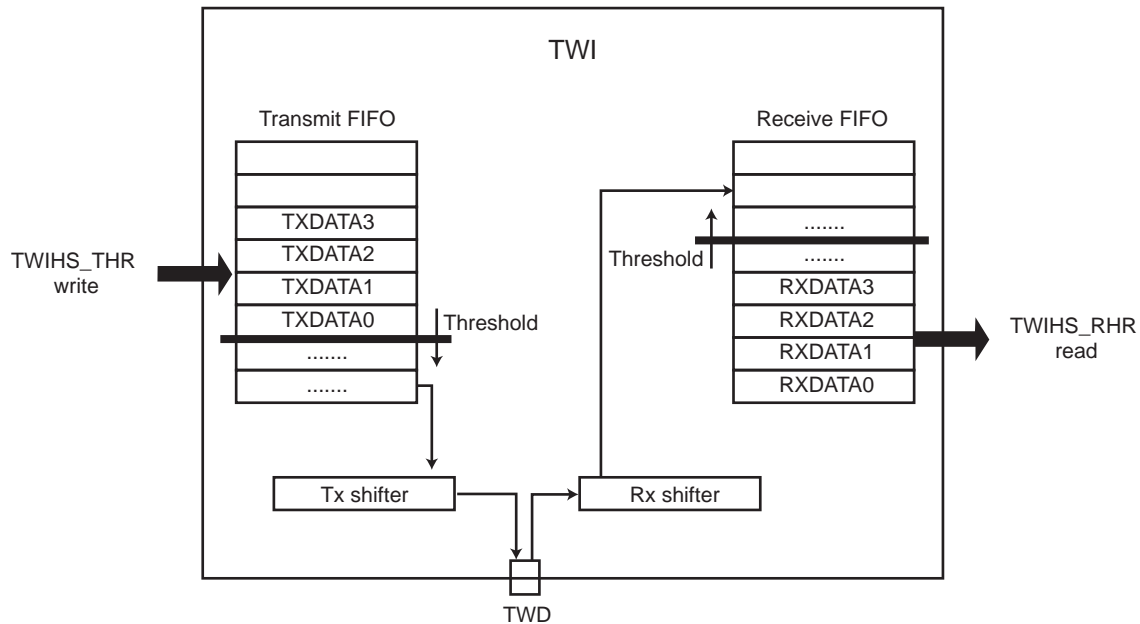 TWI
Transmit FIFO
Receive FIFO
TXDATA3
TXDATA2
TXDATA1
TXDATA0
.......
.......
.......
.......
RXDATA3
RXDATA2
RXDATA1
RXDATA0
TWIHS_THR
write
Threshold
Threshold
TWIHS_RHR
read
Tx shifter
Rx shifter
TWD